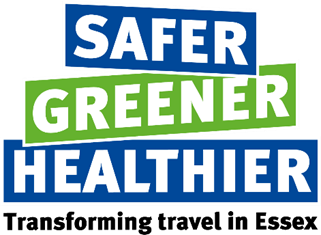 SAFER
GREENER
HEALTHIER
Transforming travel in Essex